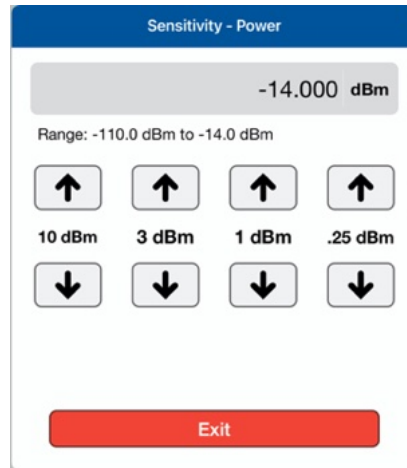 Sensitivity - Power
-14.000 dBm
Range: -110.0 dBm to -14.0 dBm
10 dBm 3 dBm 1 dBm .25 dBm
Exit